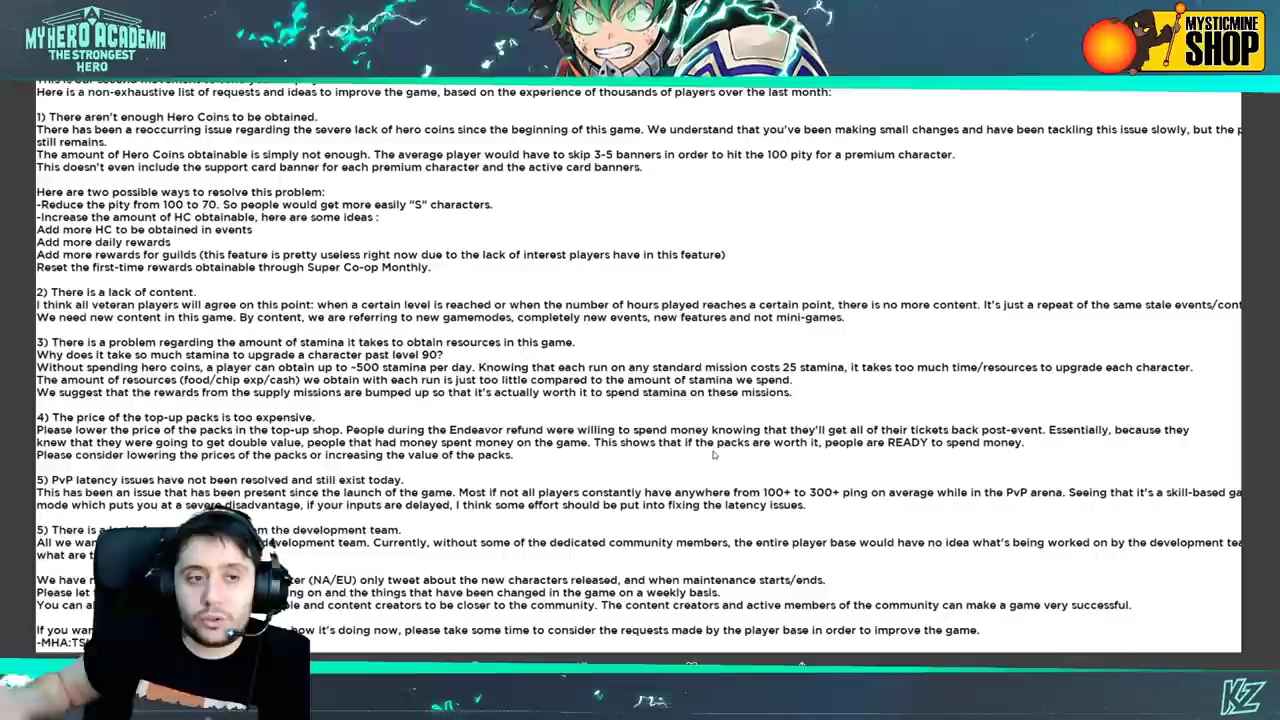 MY HERO ACADEMIA
THE STRONGEST
HERO
MYSTICMINE
SHOP
Here is a non-exhaustive list of requests and ideas to improve the game, based on the experience of thousands of players over the last month:
1) There aren't enough Hero Coins to be obtained.
There has been a reoccurring issue regarding the severe lack of hero coins since the beginning of this game. We understand that you've been making small changes and have been tackling this issue slowly, but the
still remains.
The amount of Hero Coins obtainable is simply not enough. The average player would have to skip 3-5 banners in order to hit the 100 pity for a premium character.
This doesn't even include the support card banner for each premium character and the active card banners.
Here are two possible ways to resolve this problem:
-Reduce the pity from 100 to 70. So people would get more easily "S" characters.
-Increase the amount of HC obtainable, here are some ideas :
Add more HC to be obtained in events
Add more daily rewards
Add more rewards for guilds (this feature is pretty useless right now due to the lack of interest players have in this feature)
Reset the first-time rewards obtainable through Super Co-op Monthly.
2) There is a lack of content.
I think all veteran players will agree on this point: when a certain level is reached or when the number of hours played reaches a certain point, there is no more content. It's just a repeat of the same stale events/cont
We need new content in this game. By content, we are referring to new gamemodes, completely new events, new features and not mini-games.
3) There is a problem regarding the amount of stamina it takes to obtain resources in this game.
Why does it take so much stamina to upgrade a character past level 90?
Without spending hero coins, a player can obtain up to ~500 stamina per day. Knowing that each run on any standard mission costs 25 stamina, it takes too much time/resources to upgrade each character.
The amount of resources (food/chip exp/cash) we obtain with each run is just too little compared to the amount of stamina we spend.
We suggest that the rewards from the supply missions are bumped up so that it's actually worth it to spend stamina on these missions.
4) The price of the top-up packs is too expensive.
Please lower the price of the packs in the top-up shop. People during the Endeavor refund were willing to spend money knowing that they'll get all of their tickets back post-event. Essentially, because they
knew that they were going to get double value, people that had money spent money on the game. This shows that if the packs are worth it, people are READY to spend money.
Please consider lowering the prices of the packs or increasing the value of the packs.
5) PvP latency issues have not been resolved and still exist today.
This has been an issue that has been present since the launch of the game. Most if not all players constantly have anywhere from 100+ to 300+ ping on average while in the PvP arena. Seeing that it's a skill-based ga
mode which puts you at a severe disadvantage, if your inputs are delayed, I think some effort should be put into fixing the latency issues.
5) There is a om the development team.
All we wan development team. Currently, without some of the dedicated community members, the entire player base would have no idea what's being worked on by the development tea
what are t
We have n ter (NA/EU) only tweet about the new characters released, and when maintenance starts/ends.
Please let ng on and the things that have been changed in the game on a weekly basis.
You can al ple and content creators to be closer to the community. The content creators and active members of the community can make a game very successful.
If you wan how it's doing now, please take some time to consider the requests made by the player base in order to improve the game.
-MHA:TS
KZ